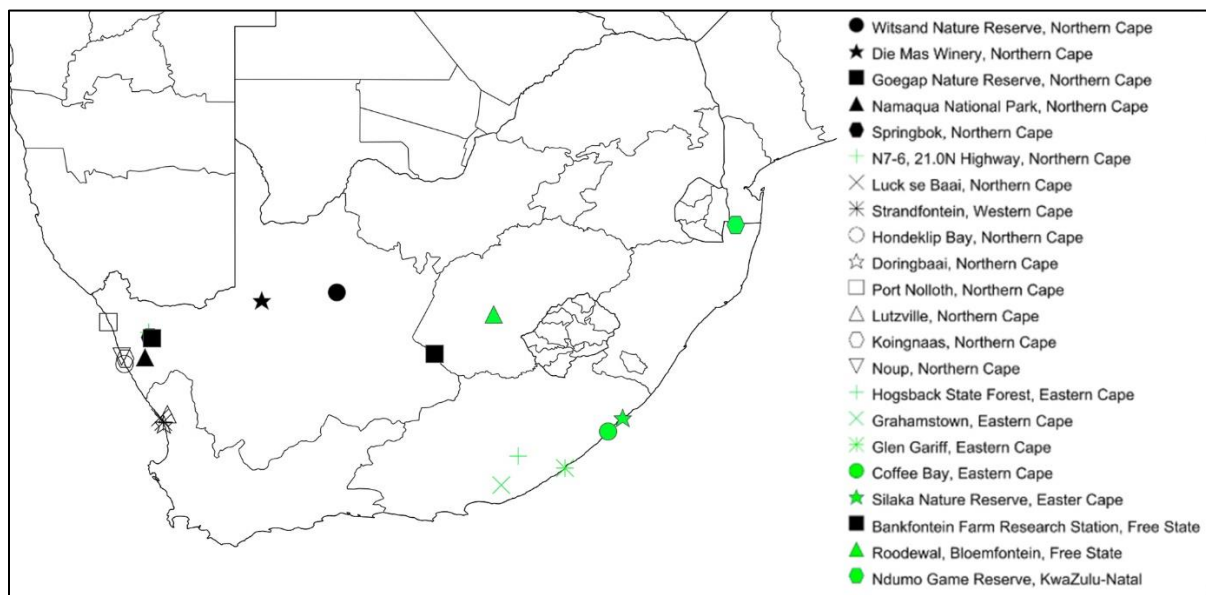 Witsand Nature Reserve, Northern Cape
Die Mas Winery, Northern Cape
Goegap Nature Reserve, Northern Cape
Namaqua National Park, Northern Cape
Springbok, Northern Cape
N7-6, 21.0N Highway, Northern Cape
Luck se Baai, Northern Cape
Strandfontein, Western Cape
Hondeklip Bay, Northern Cape
Doringbaai, Northern Cape
Port Nolloth, Northern Cape
Lutzville, Northern Cape
Koingnaas, Northern Cape
Noup, Northern Cape
Hogsback State Forest, Eastern Cape
Grahamstown, Eastern Cape
Glen Gariff, Eastern Cape
Coffee Bay, Eastern Cape
Silaka Nature Reserve, Easter Cape
Bankfontein Farm Research Station, Free State
Roodewal, Bloemfontein, Free State
Ndumo Game Reserve, KwaZulu-Natal